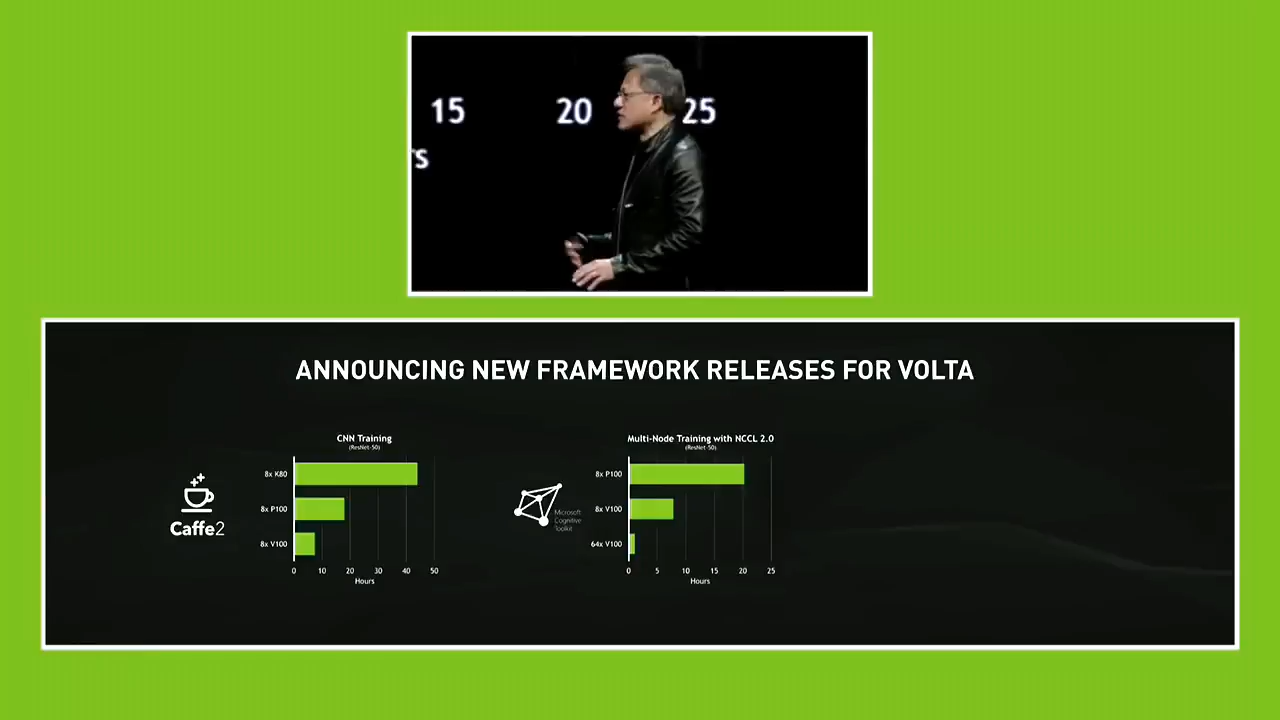 15 20 25
TS
ANNOUNCING NEW FRAMEWORK RELEASES FOR VOLTA
CNN Training
(ResNet-50)
8x K80
8x P100
8x V100
0 10 20 30 40 50
Hours
Caffe2
Multi-Node Training with NCCL 2.0
(ResNet-50)
8x P100
8x V100
64x V100
0 5 10 15 20 25
Hours
Microsoft
Cognitive
Toolkit